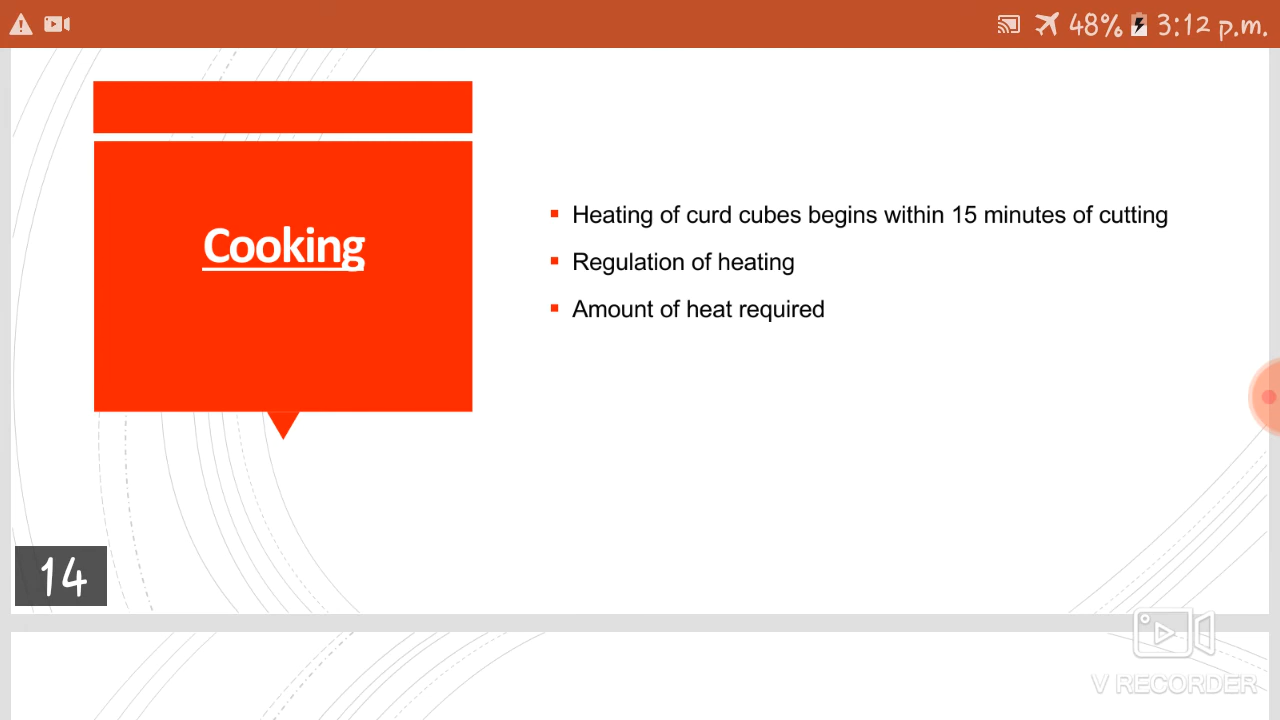 48% 3:12 p.m.
Cooking
Heating of curd cubes begins within 15 minutes of cutting
Regulation of heating
Amount of heat required
14
V RECORDER